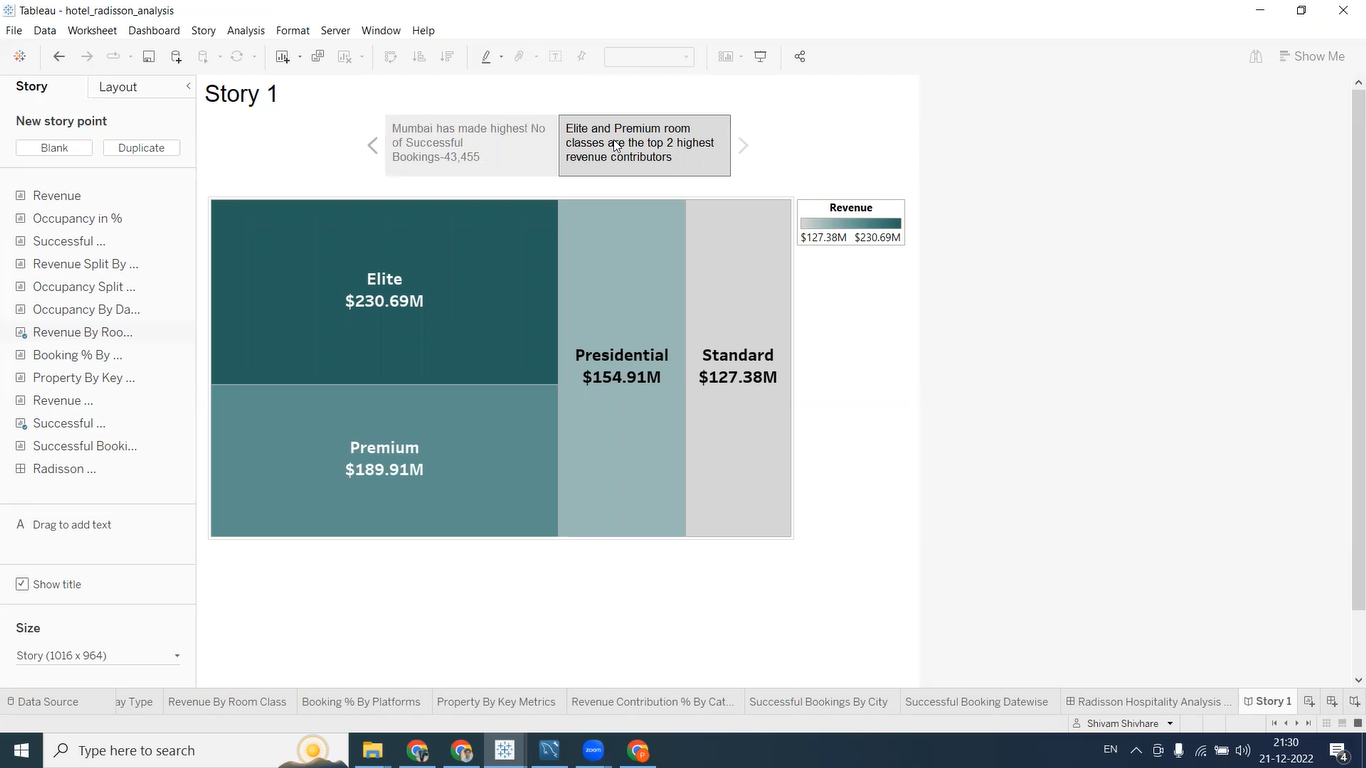 Tableau - hotel_radisson_analysis
File Data Worksheet Dashboard Story Analysis Format Server Window Help
Show Me
Story Layout
New story point
Blank Duplicate
Revenue
Occupancy in %
Successful ...
Revenue Split By ...
Occupancy Split ...
Occupancy By Da...
Revenue By Roo...
Booking % By ...
Property By Key ...
Revenue ...
Successful ...
Successful Booki...
Radisson ...
A Drag to add text
Show title
Size
Story (1016 x 964)
Story 1
Mumbai has made highest No
of Successful
Bookings-43,455
Elite and Premium room
classes are the top 2 highest
revenue contributors
Elite
$230.69M
Premium
$189.91M
Presidential
$154.91M
Standard
$127.38M
Revenue
$127.38M $230.69M
Data Source ay Type Revenue By Room Class Booking % By Platforms Property By Key Metrics Revenue Contribution % By Cat... Successful Bookings By City Successful Booking Datewise Radisson Hospitality Analysis ... Story 1
Shivam Shivhare
Type here to search
EN
21:30
21-12-2022
4